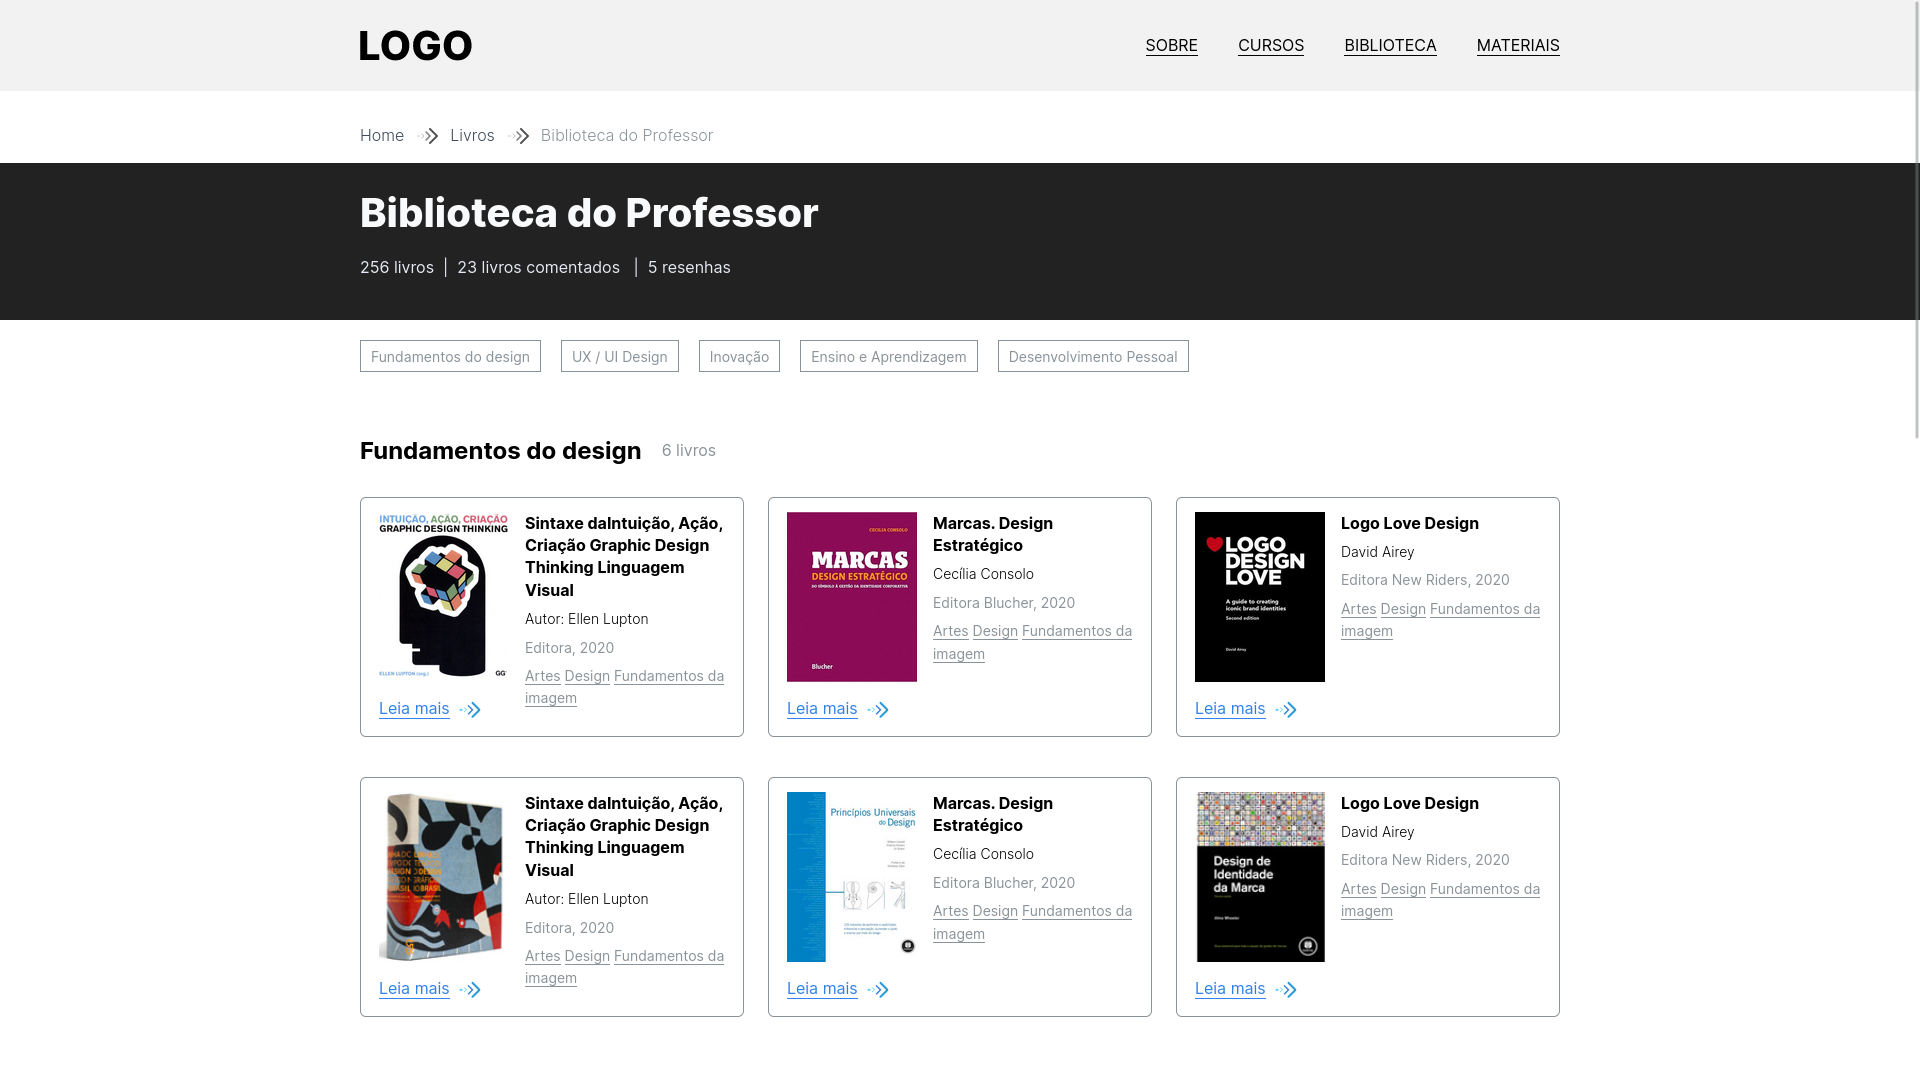 LOGO
SOBRE
CURSOS
BIBLIOTECA
MATERIAIS
Home
Livros
Biblioteca do Professor
Biblioteca do Professor
256 livros | 23 livros comentados | 5 resenhas
Fundamentos do design
UX / UI Design
Inovação
Ensino e Aprendizagem
Desenvolvimento Pessoal
Fundamentos do design
6 livros
INTUIÇÃO, AÇÃO, CRIAÇÃO
GRAPHIC DESIGN THINKING
ELLEN LUPTON (org.)
GG
Sintaxe daIntuição, Ação,
Criação Graphic Design
Thinking Linguagem
Visual
Autor: Ellen Lupton
Editora, 2020
Artes Design Fundamentos da
imagem
Leia mais
CECILIA CONSOLO
MARCAS
DESIGN ESTRATÉGICO
DO SÍMBOLO À GESTÃO DA IDENTIDADE CORPORATIVA
Blucher
Marcas. Design
Estratégico
Cecília Consolo
Editora Blucher, 2020
Artes Design Fundamentos da
imagem
Leia mais
LOGO
DESIGN
LOVE
A guide to creating
iconic brand identities
Second edition
David Airey
Logo Love Design
David Airey
Editora New Riders, 2020
Artes Design Fundamentos da
imagem
Leia mais
Sintaxe daIntuição, Ação,
Criação Graphic Design
Thinking Linguagem
Visual
Autor: Ellen Lupton
Editora, 2020
Artes Design Fundamentos da
imagem
Leia mais
Princípios Universais
do Design
Marcas. Design
Estratégico
Cecília Consolo
Editora Blucher, 2020
Artes Design Fundamentos da
imagem
Leia mais
Design de
Identidade
da Marca
Alina Wheeler
Logo Love Design
David Airey
Editora New Riders, 2020
Artes Design Fundamentos da
imagem
Leia mais